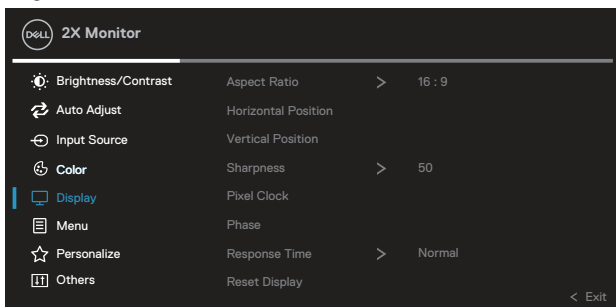 DELL 2X Monitor
Brightness/Contrast Aspect Ratio > 16 : 9
Auto Adjust Horizontal Position
Input Source Vertical Position
Color Sharpness > 50
Display Pixel Clock
Menu Phase
Personalize Response Time > Normal
Others Reset Display
< Exit